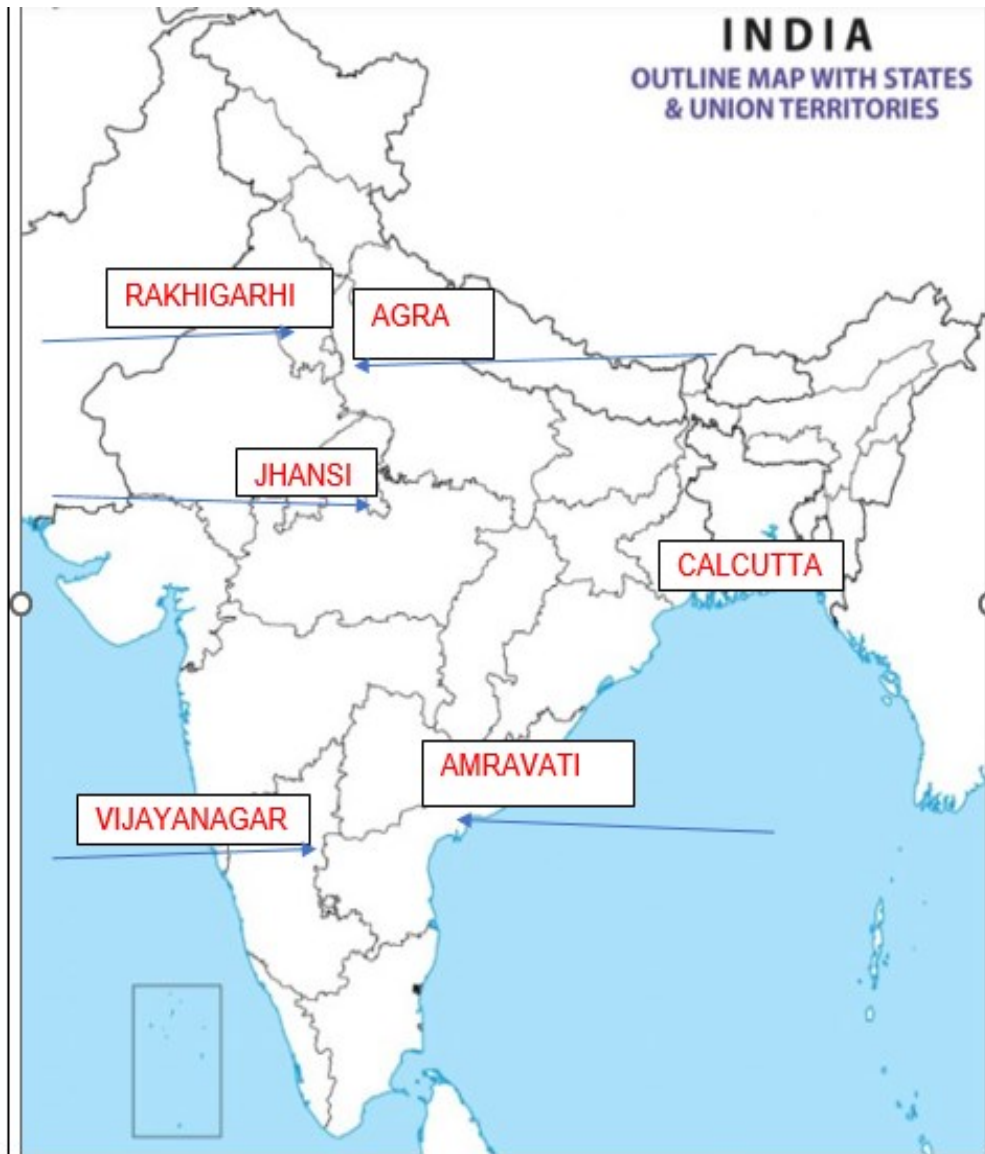 INDIA
OUTLINE MAP WITH STATES
& UNION TERRITORIES
RAKHIGARHI
AGRA
JHANSI
CALCUTTA
AMRAVATI
VIJAYANAGAR